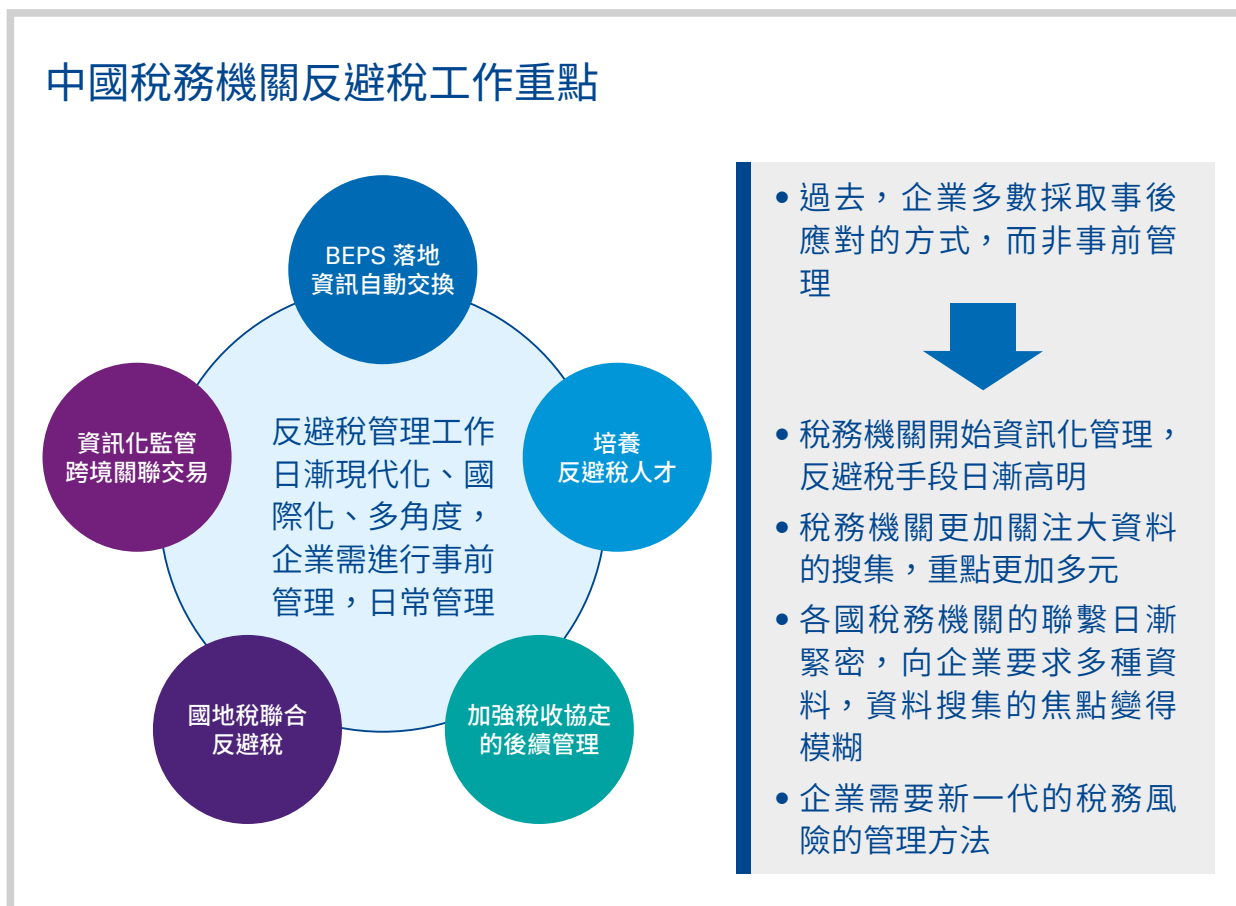 中國稅務機關反避稅工作重點
BEPS 落地
資訊自動交換
資訊化監管
跨境關聯交易
培養
反避稅人才
反避稅管理工作
日漸現代化、國
際化、多角度，
企業需進行事前
管理，日常管理
國地稅聯合
反避稅
加強稅收協定
的後續管理
• 過去，企業多數採取事後
應對的方式，而非事前管
理
• 稅務機關開始資訊化管理，
反避稅手段日漸高明
• 稅務機關更加關注大資料
的搜集，重點更加多元
• 各國稅務機關的聯繫日漸
緊密，向企業要求多種資
料，資料搜集的焦點變得
模糊
• 企業需要新一代的稅務風
險的管理方法